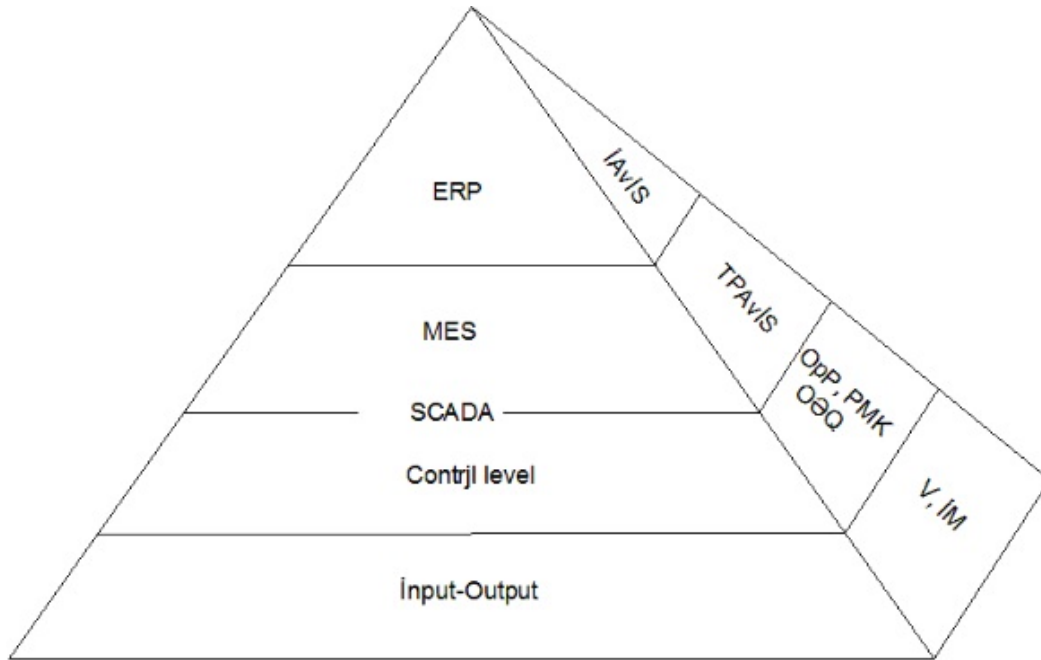 ERP
İAvİS
MES
TPAvİS
SCADA
Contrjl level
OpP, PMK
OƏQ
İnput-Output
V, İM